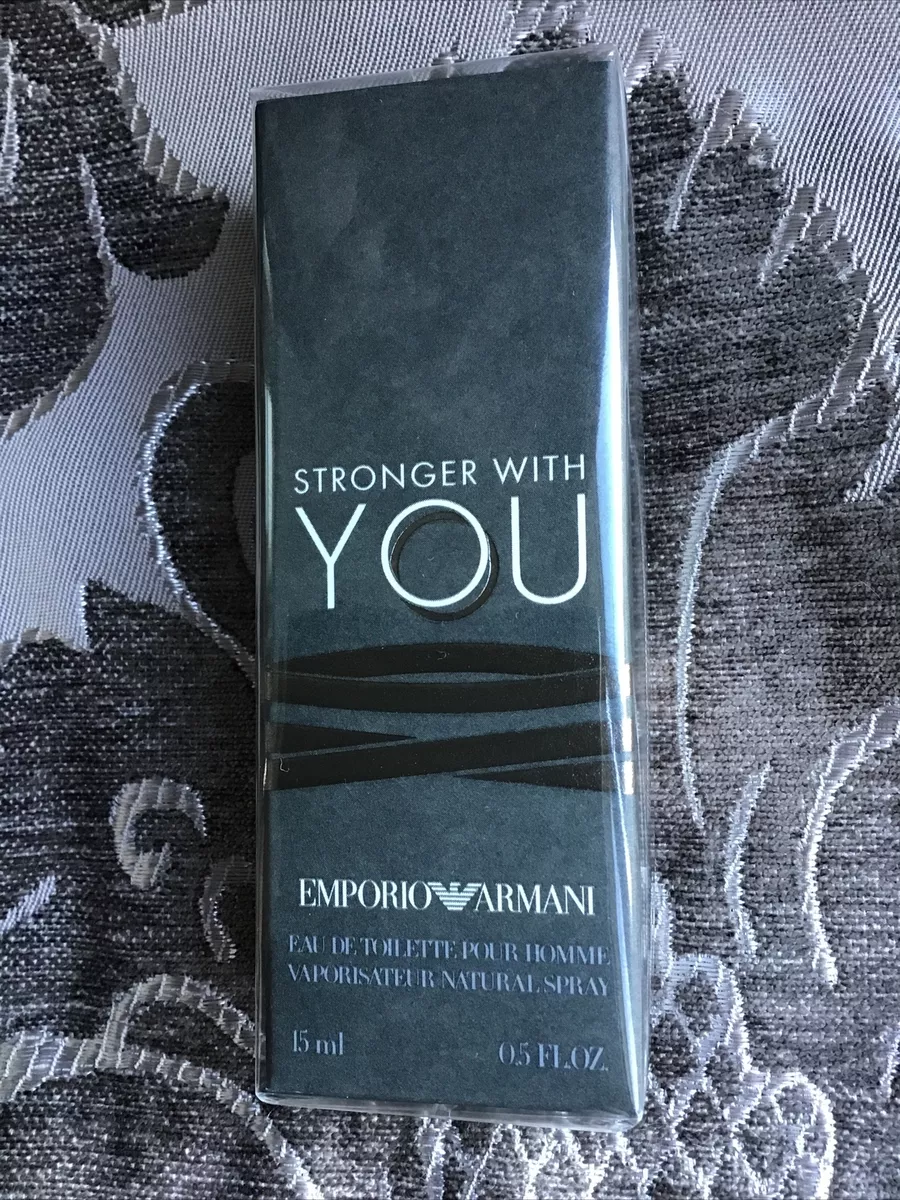 STRONGER WITH
YOU
EMPORIO ARMANI
EAU DE TOILETTE POUR HOMME
VAPORISATEUR NATURAL SPRAY
15 ml 0.5 FL.OZ.